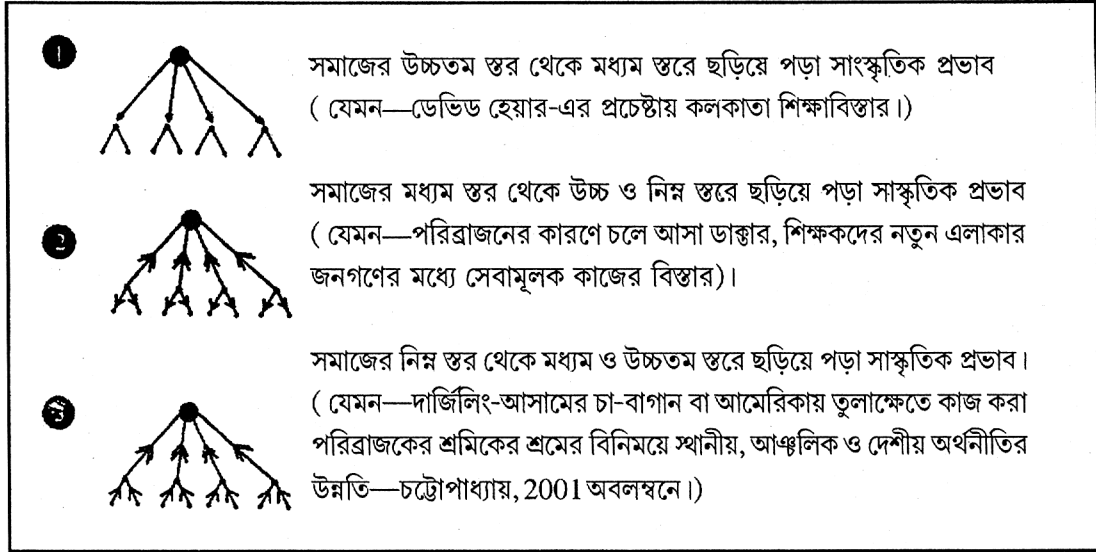 1
সমাজের উচ্চতম স্তর থেকে মধ্যম স্তরে ছড়িয়ে পড়া সাংস্কৃতিক প্রভাব
( যেমন—ডেভিড হেয়ার-এর প্রচেষ্টায় কলকাতা শিক্ষাবিস্তার।)
2
সমাজের মধ্যম স্তর থেকে উচ্চ ও নিম্ন স্তরে ছড়িয়ে পড়া সাস্কৃতিক প্রভাব
( যেমন—পরিব্রাজনের কারণে চলে আসা ডাক্তার, শিক্ষকদের নতুন এলাকার
জনগণের মধ্যে সেবামূলক কাজের বিস্তার)।
3
সমাজের নিম্ন স্তর থেকে মধ্যম ও উচ্চতম স্তরে ছড়িয়ে পড়া সাস্কৃতিক প্রভাব।
( যেমন—দার্জিলিং-আসামের চা-বাগান বা আমেরিকায় তুলাক্ষেতে কাজ করা
পরিব্রাজকের শ্রমিকের শ্রমের বিনিময়ে স্থানীয়, আঞ্চলিক ও দেশীয় অর্থনীতির
উন্নতি—চট্টোপাধ্যায়, 2001 অবলম্বনে।)